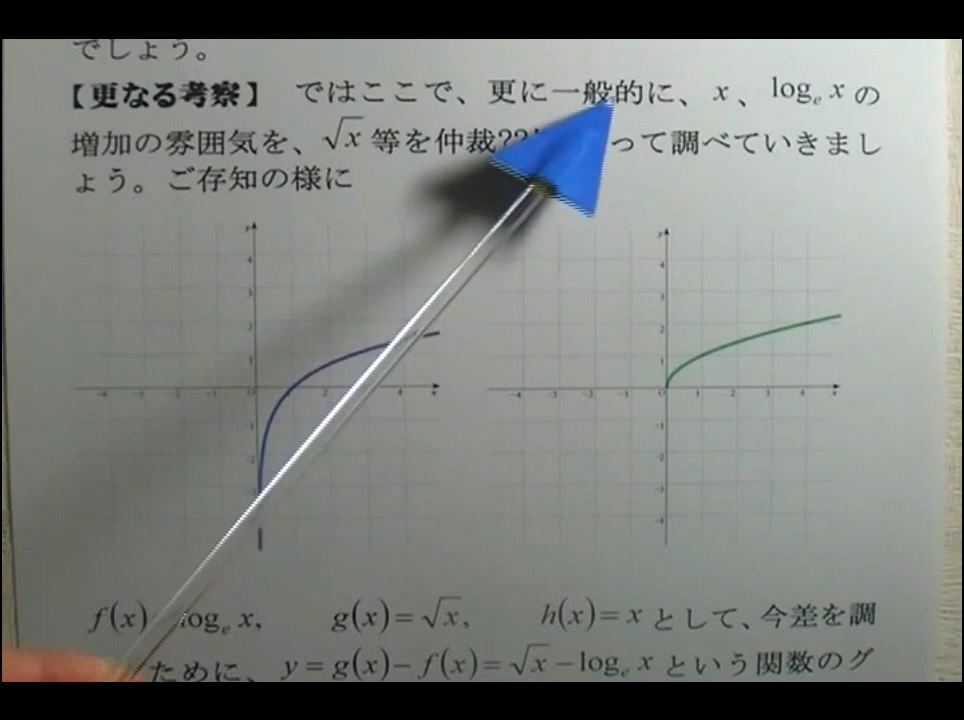 でしょう。
【更なる考察】 ではここで、更に一般的に、x、logₑ x の
増加の雰囲気を、√x 等を仲裁?? って調べていきまし
ょう。ご存知の様に
f(x) logₑ x, g(x)=√x, h(x)=x として、今差を調
ために、y=g(x)−f(x)=√x−logₑ x という関数のグ